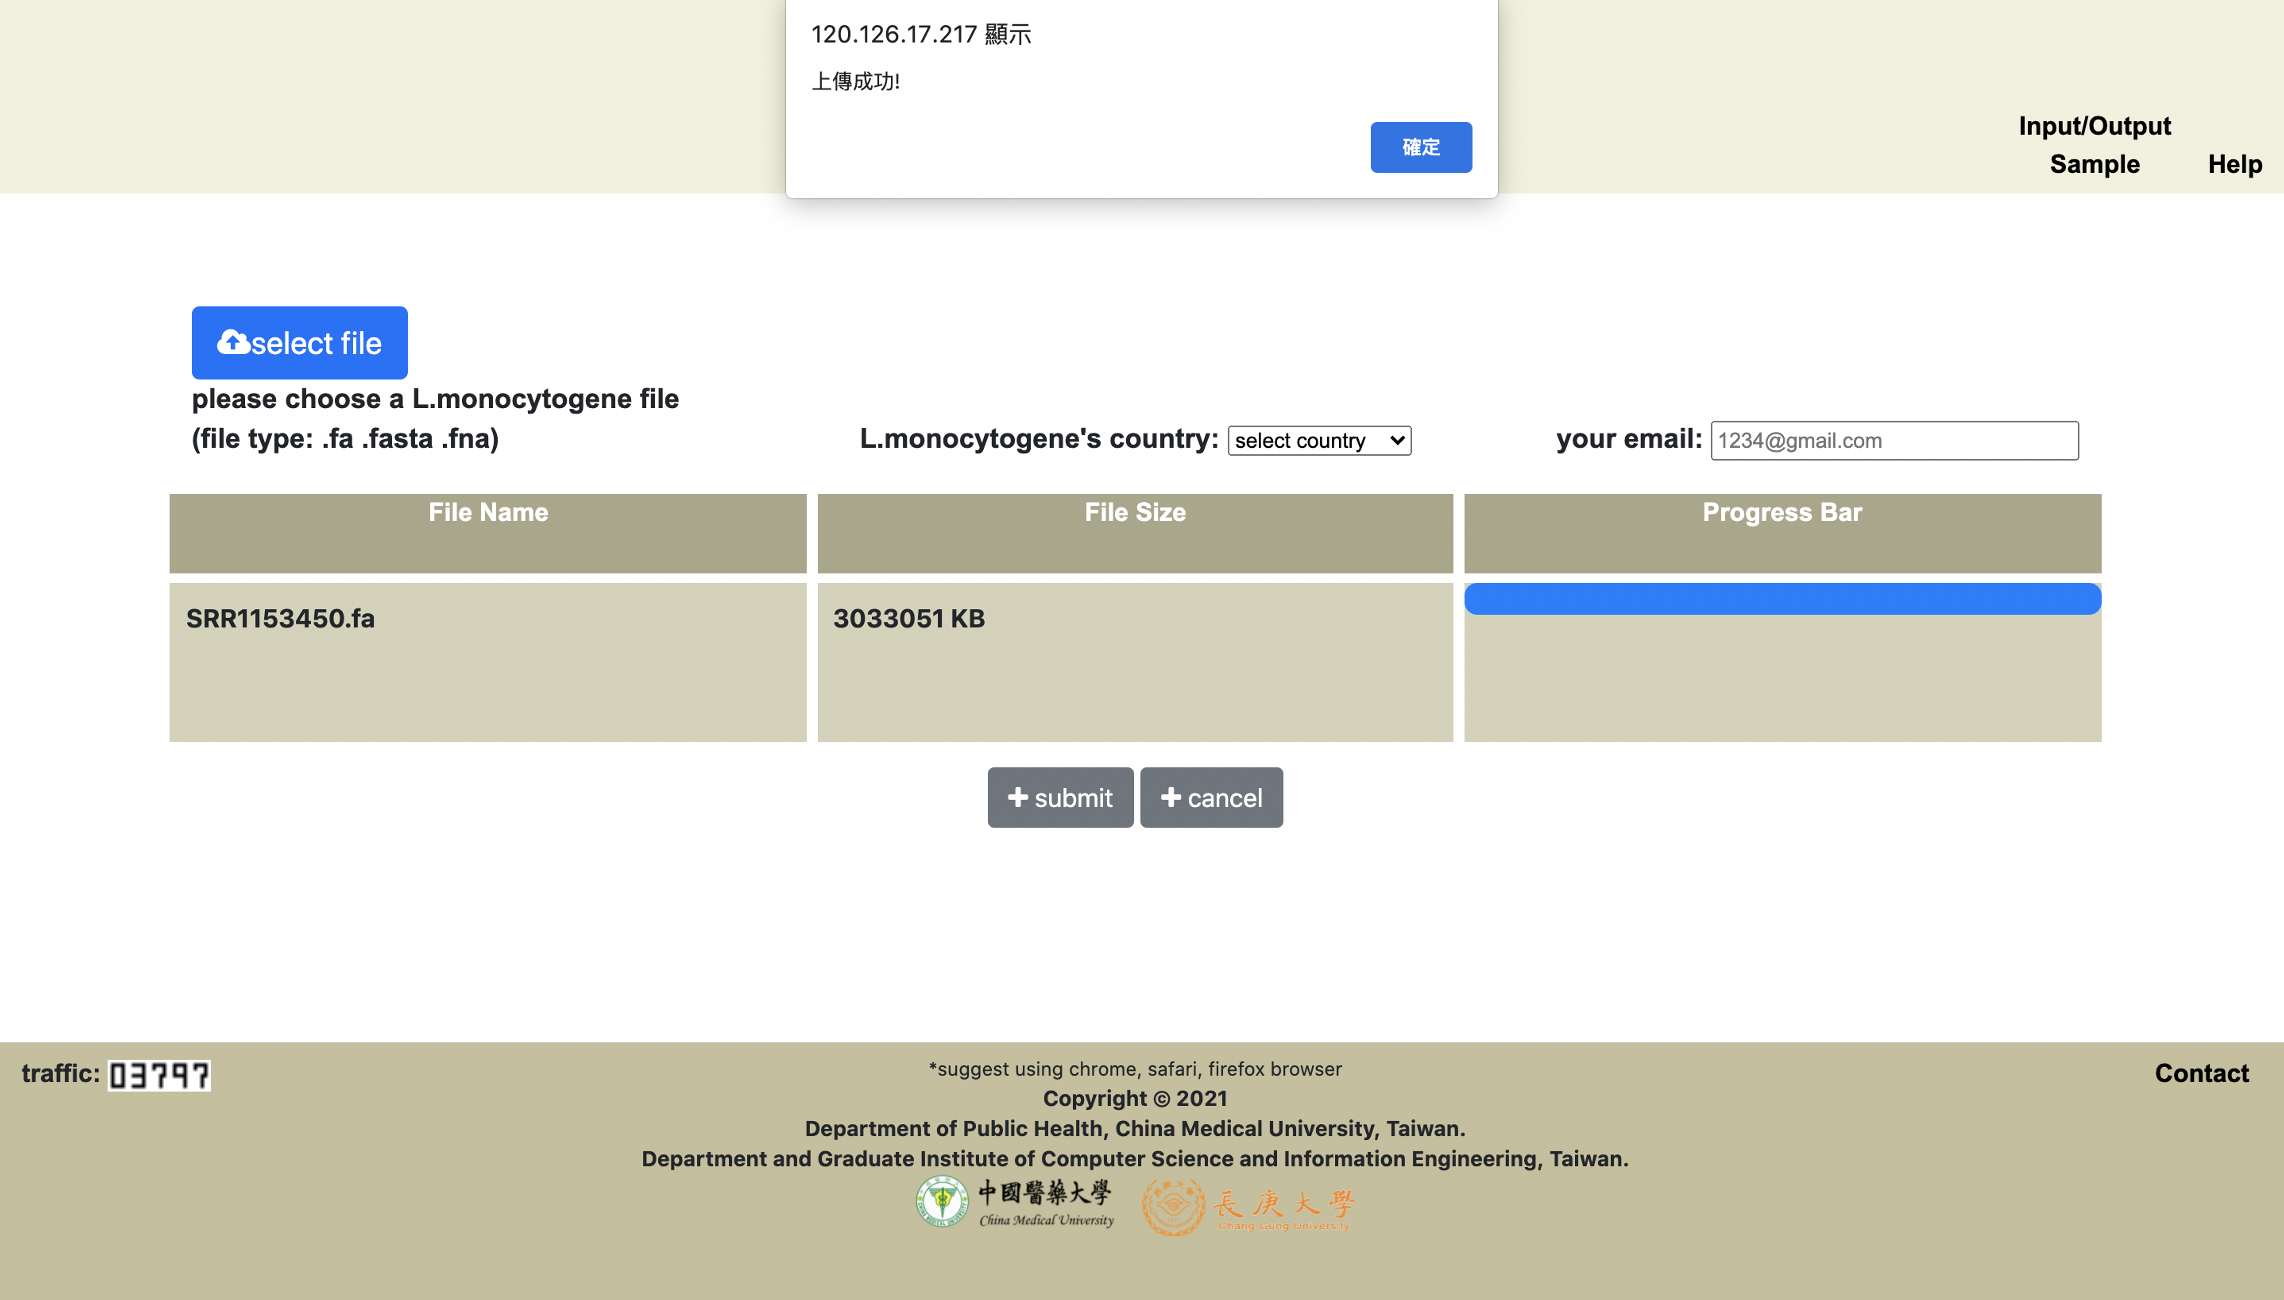 120.126.17.217 顯示
上傳成功!
確定
Input/Output
Sample
Help
select file
please choose a L.monocytogene file
(file type: .fa .fasta .fna)
L.monocytogene's country: select country
your email: 1234@gmail.com
File Name
File Size
Progress Bar
SRR1153450.fa
3033051 KB
submit
cancel
traffic: 03797
*suggest using chrome, safari, firefox browser
Contact
Copyright © 2021
Department of Public Health, China Medical University, Taiwan.
Department and Graduate Institute of Computer Science and Information Engineering, Taiwan.
中國醫藥大學
China Medical University
長庚大學
Chang Gung University